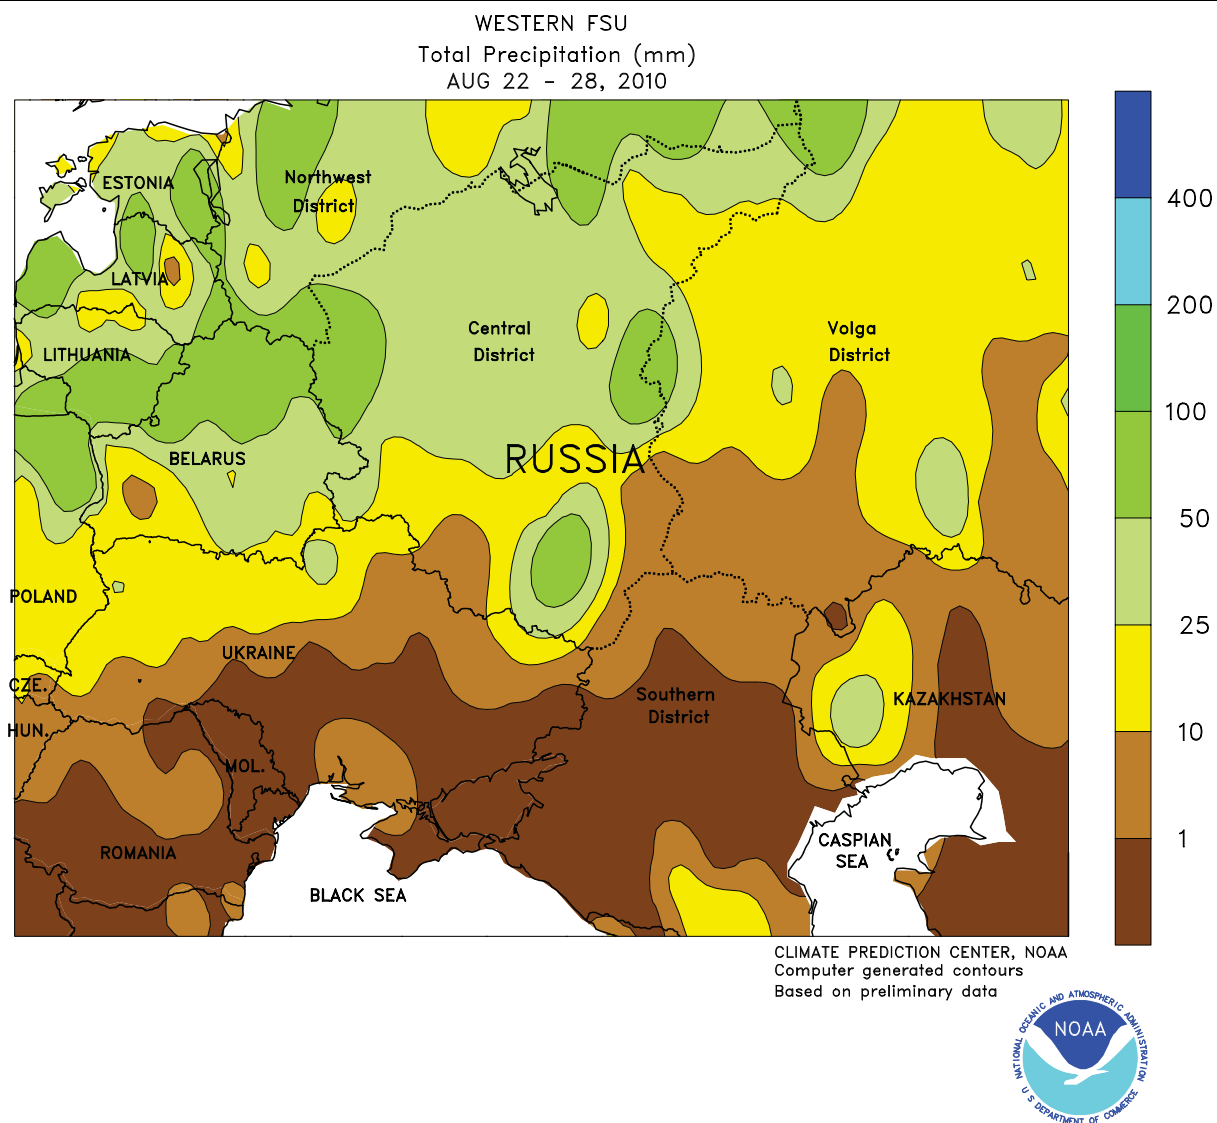 WESTERN FSU
Total Precipitation (mm)
AUG 22 - 28, 2010
ESTONIA
Northwest
District
LATVIA
LITHUANIA
Central
District
Volga
District
RUSSIA
BELARUS
POLAND
UKRAINE
CZE.
HUN.
MOL.
Southern
District
KAZAKHSTAN
ROMANIA
BLACK SEA
CASPIAN
SEA
400
200
100
50
25
10
1
CLIMATE PREDICTION CENTER, NOAA
Computer generated contours
Based on preliminary data
NATIONAL OCEANIC AND ATMOSPHERIC ADMINISTRATION
NOAA
U S DEPARTMENT OF COMMERCE